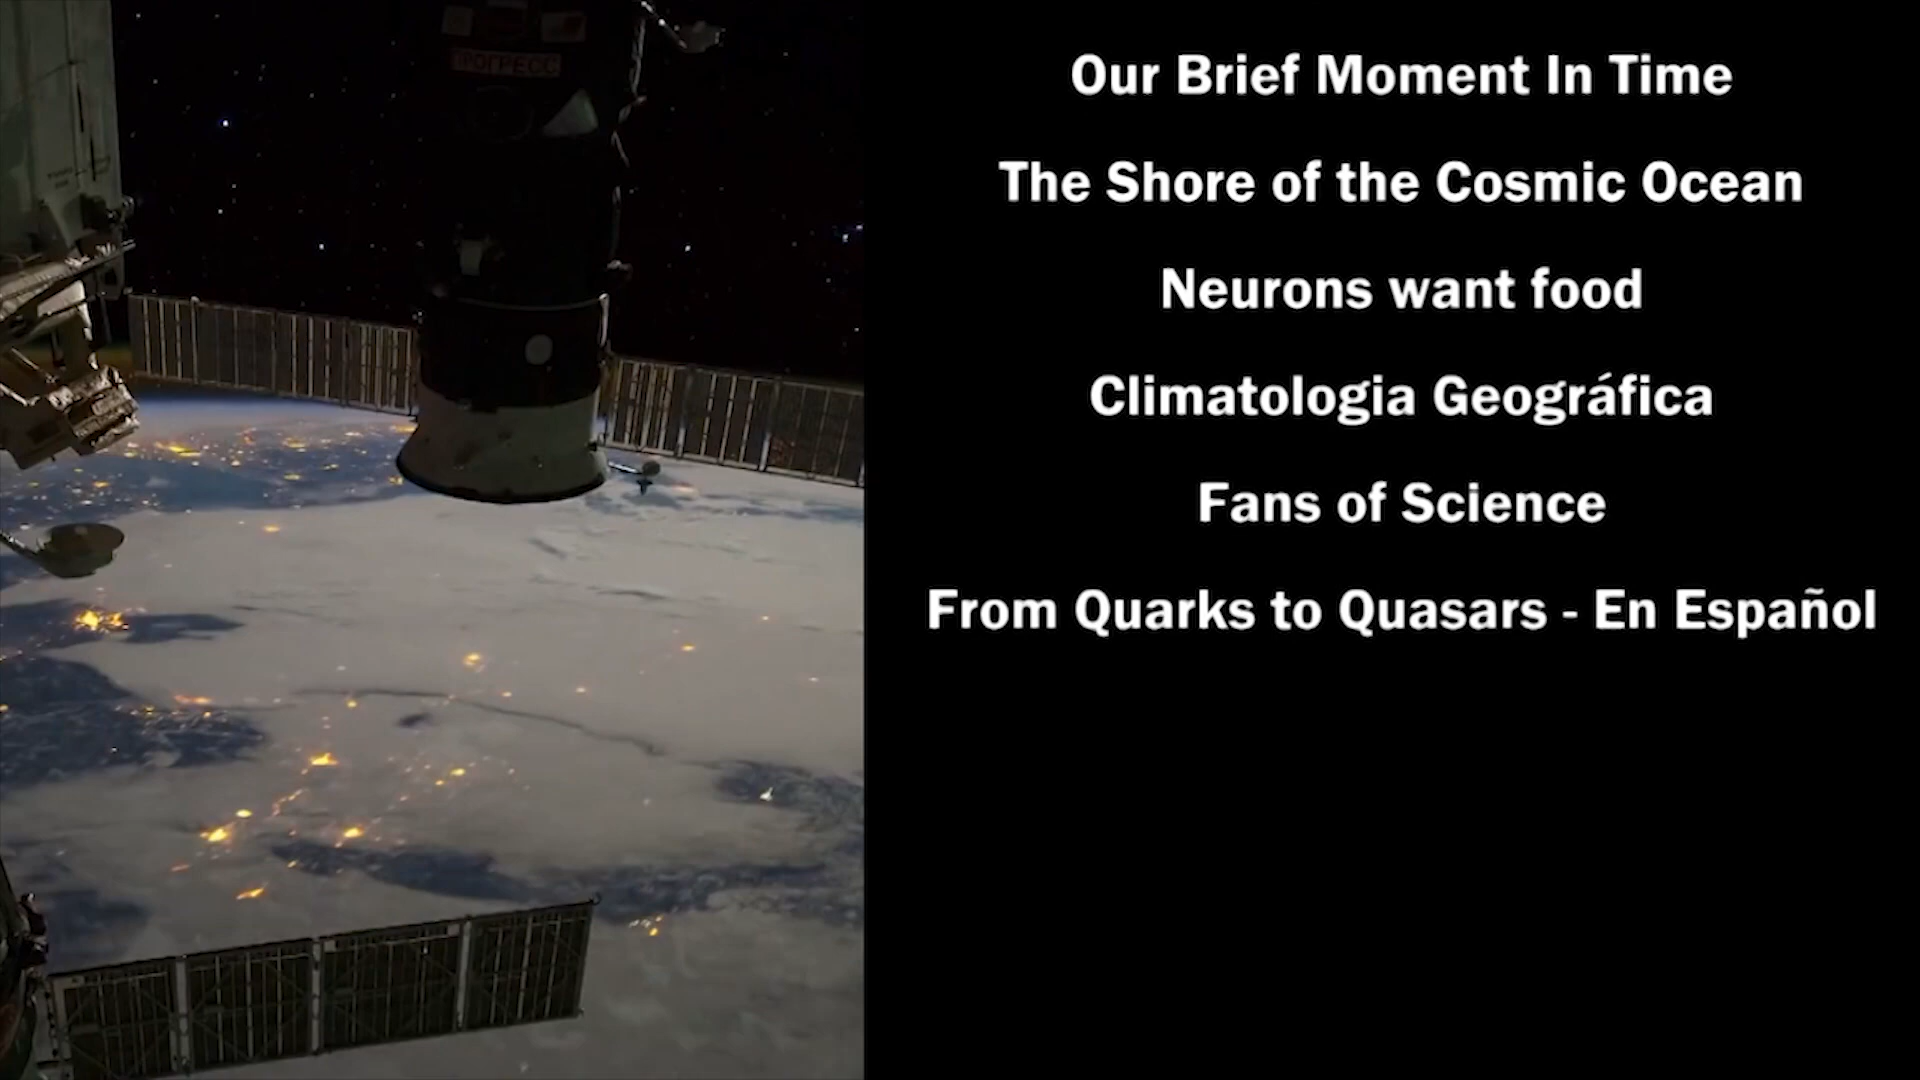 ПРОГРЕСС
Our Brief Moment In Time
The Shore of the Cosmic Ocean
Neurons want food
Climatologia Geográfica
Fans of Science
From Quarks to Quasars - En Español